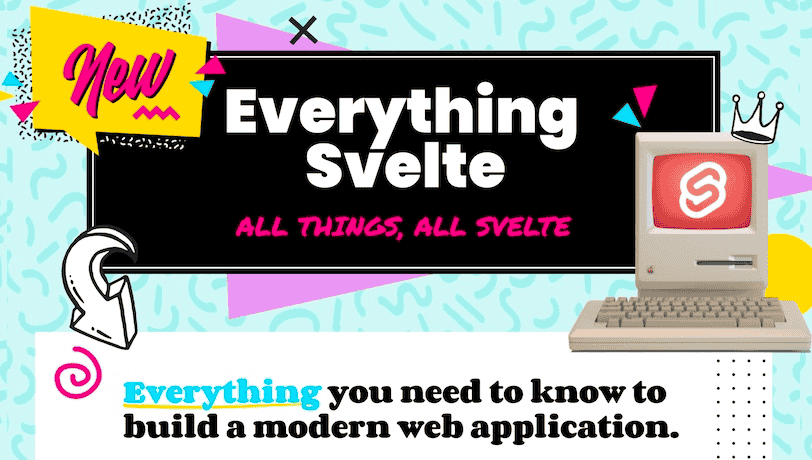 New
Everything
Svelte
ALL THINGS, ALL SVELTE
Everything you need to know to
build a modern web application.